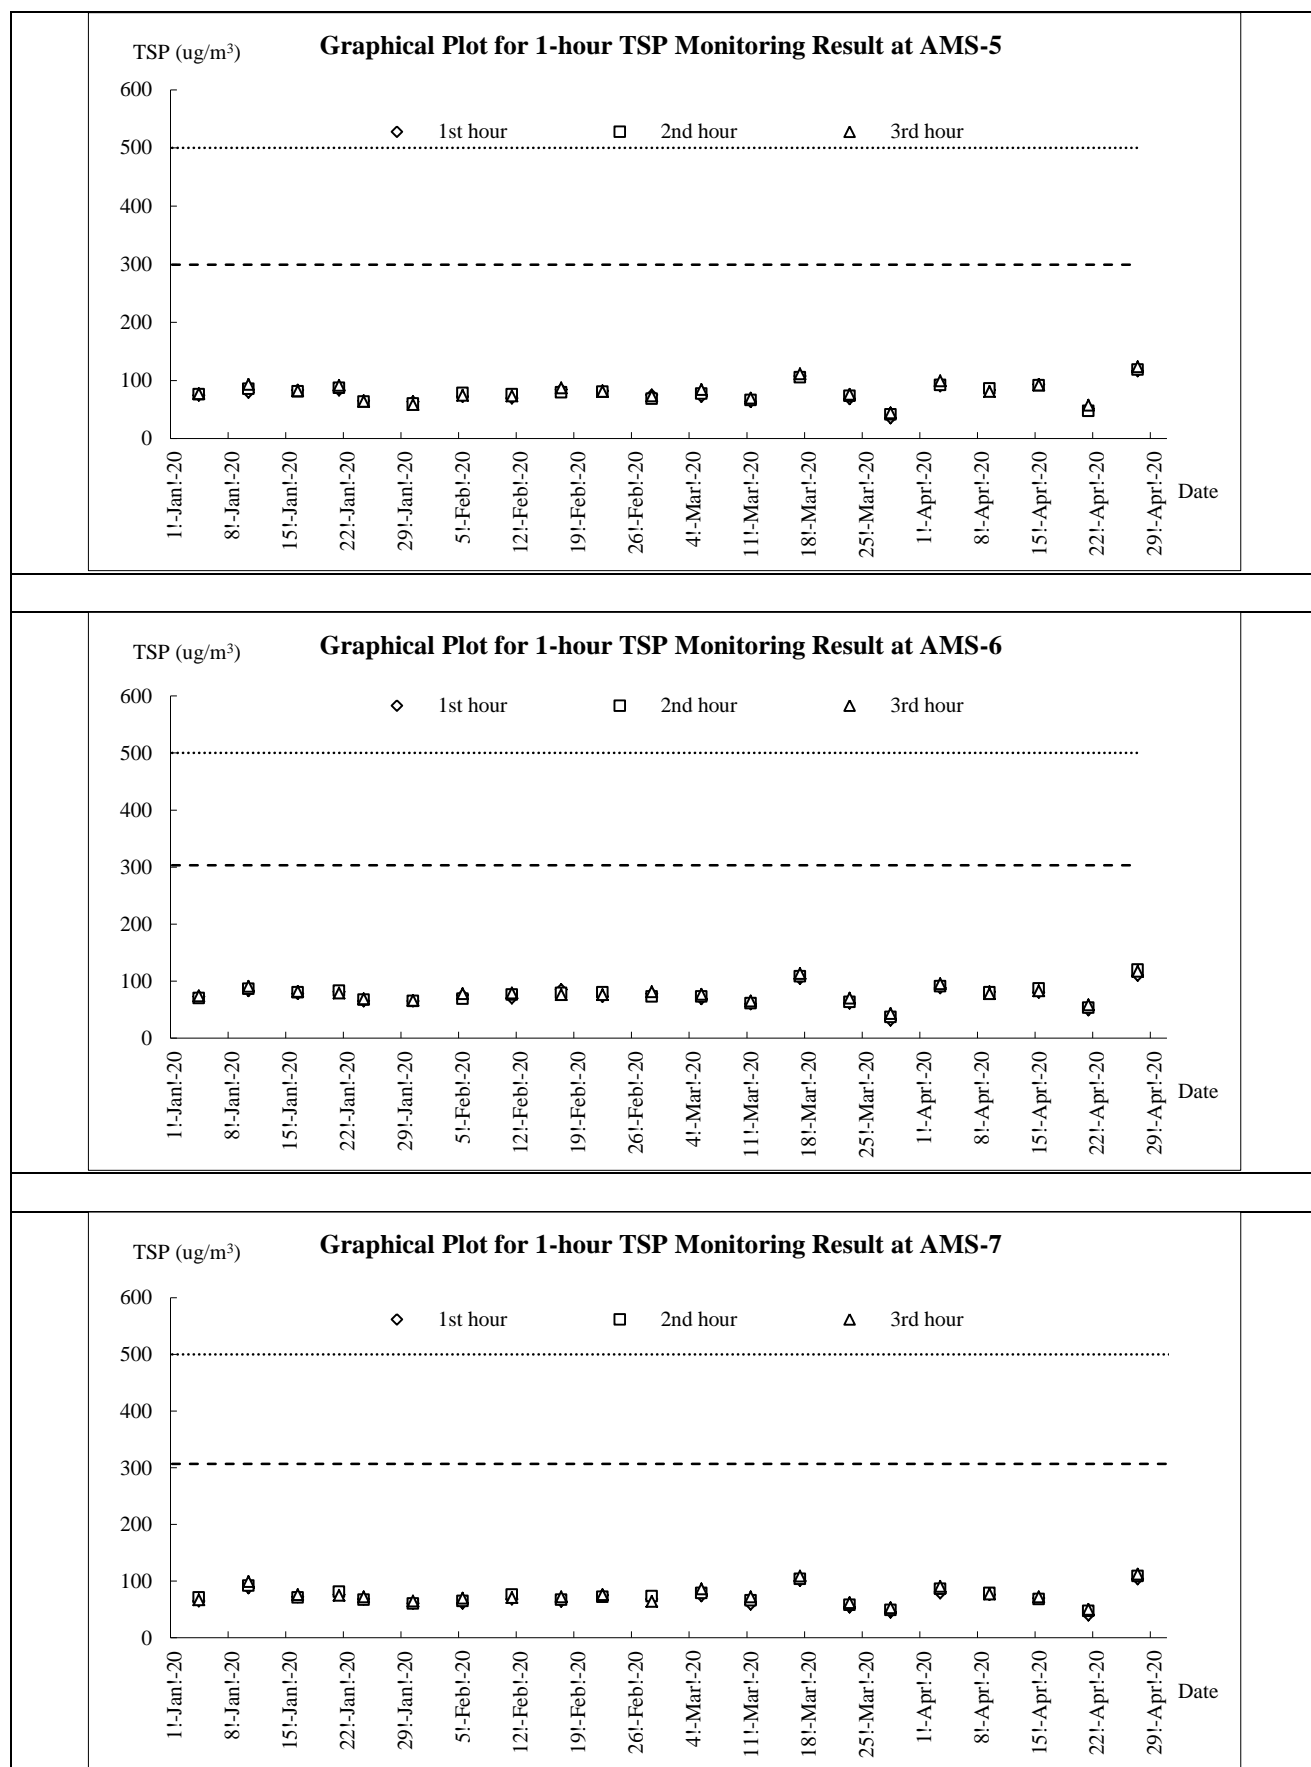 Graphical Plot for 1-hour TSP Monitoring Result at AMS-5
TSP (ug/m³)
600
1st hour 2nd hour 3rd hour
500
400
300
200
100
0
1!-Jan!-20 8!-Jan!-20 15!-Jan!-20 22!-Jan!-20 29!-Jan!-20 5!-Feb!-20 12!-Feb!-20 19!-Feb!-20 26!-Feb!-20 4!-Mar!-20 11!-Mar!-20 18!-Mar!-20 25!-Mar!-20 1!-Apr!-20 8!-Apr!-20 15!-Apr!-20 22!-Apr!-20 29!-Apr!-20
Date
Graphical Plot for 1-hour TSP Monitoring Result at AMS-6
TSP (ug/m³)
600
1st hour 2nd hour 3rd hour
500
400
300
200
100
0
1!-Jan!-20 8!-Jan!-20 15!-Jan!-20 22!-Jan!-20 29!-Jan!-20 5!-Feb!-20 12!-Feb!-20 19!-Feb!-20 26!-Feb!-20 4!-Mar!-20 11!-Mar!-20 18!-Mar!-20 25!-Mar!-20 1!-Apr!-20 8!-Apr!-20 15!-Apr!-20 22!-Apr!-20 29!-Apr!-20
Date
Graphical Plot for 1-hour TSP Monitoring Result at AMS-7
TSP (ug/m³)
600
1st hour 2nd hour 3rd hour
500
400
300
200
100
0
1!-Jan!-20 8!-Jan!-20 15!-Jan!-20 22!-Jan!-20 29!-Jan!-20 5!-Feb!-20 12!-Feb!-20 19!-Feb!-20 26!-Feb!-20 4!-Mar!-20 11!-Mar!-20 18!-Mar!-20 25!-Mar!-20 1!-Apr!-20 8!-Apr!-20 15!-Apr!-20 22!-Apr!-20 29!-Apr!-20
Date